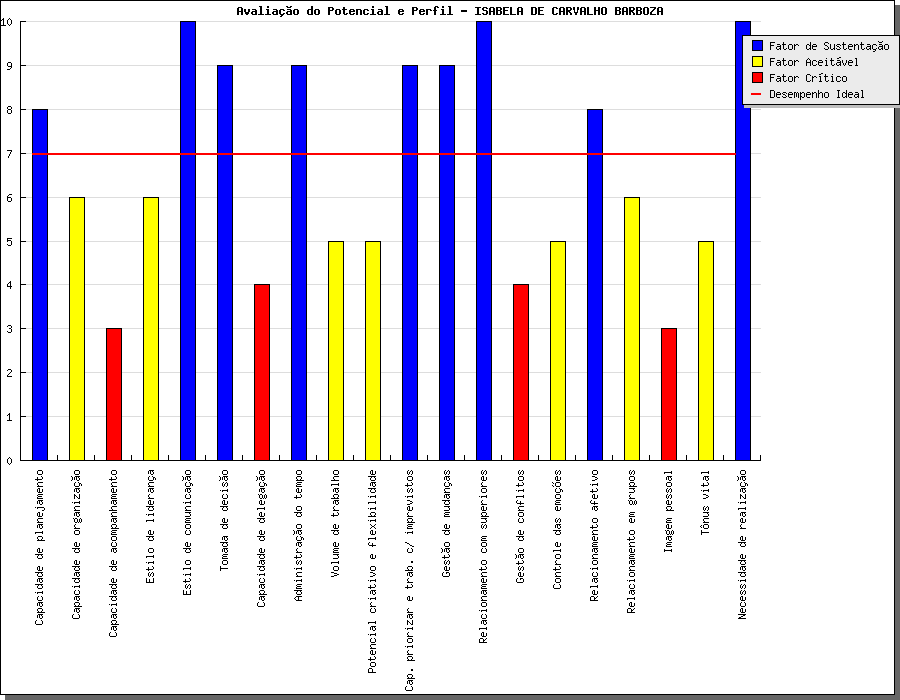 Avaliação do Potencial e Perfil - ISABELA DE CARVALHO BARBOZA
10
9
8
7
6
5
4
3
2
1
0
Fator de Sustentação
Fator Aceitável
Fator Crítico
Desempenho Ideal
Capacidade de planejamento
Capacidade de organização
Capacidade de acompanhamento
Estilo de liderança
Estilo de comunicação
Tomada de decisão
Capacidade de delegação
Administração do tempo
Volume de trabalho
Potencial criativo e flexibilidade
Cap. priorizar e trab. c/ imprevistos
Gestão de mudanças
Relacionamento com superiores
Gestão de conflitos
Controle das emoções
Relacionamento afetivo
Relacionamento em grupos
Imagem pessoal
Tônus vital
Necessidade de realização